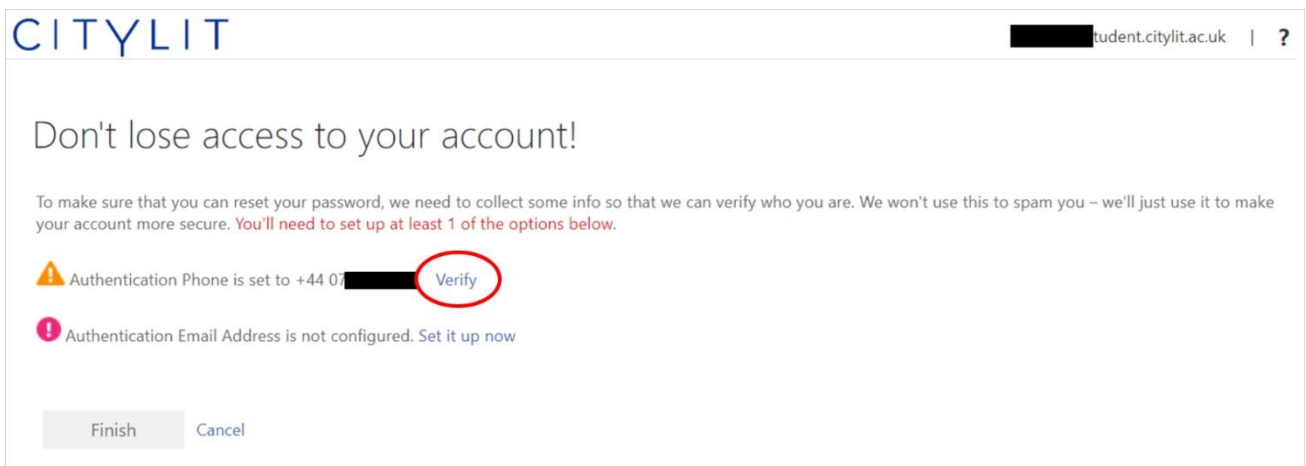 CITYLIT
tudent.citylit.ac.uk | ?
Don't lose access to your account!
To make sure that you can reset your password, we need to collect some info so that we can verify who you are. We won't use this to spam you – we'll just use it to make
your account more secure. You'll need to set up at least 1 of the options below.
Authentication Phone is set to +44 07 Verify
Authentication Email Address is not configured. Set it up now
Finish Cancel